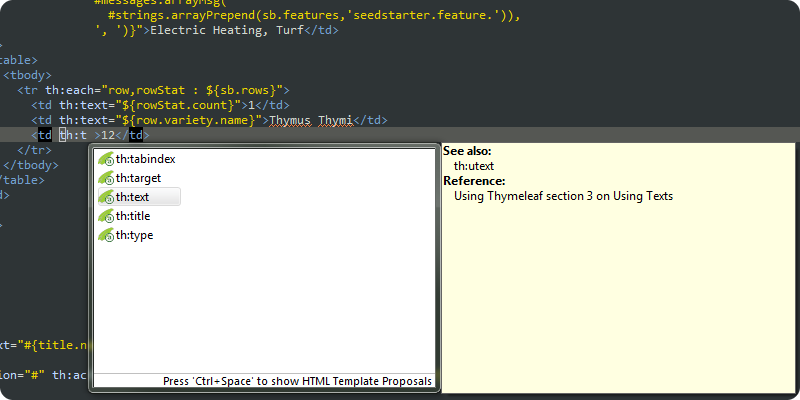 #messages.arrayMsg(
#strings.arrayPrepend(sb.features,'seedstarter.feature.')),
', ')}">Electric Heating, Turf</td>
>
table>
<tbody>
<tr th:each="row,rowStat : ${sb.rows}">
<td th:text="${rowStat.count}">1</td>
<td th:text="${row.variety.name}">Thymus Thymi</td>
<td th:t >12</td>
</tr>
</tbody>
/table>
d>
>
xt="#{title.n
ion="#" th:ac
th:tabindex
th:target
th:text
th:title
th:type
Press 'Ctrl+Space' to show HTML Template Proposals
See also:
th:utext
Reference:
Using Thymeleaf section 3 on Using Texts